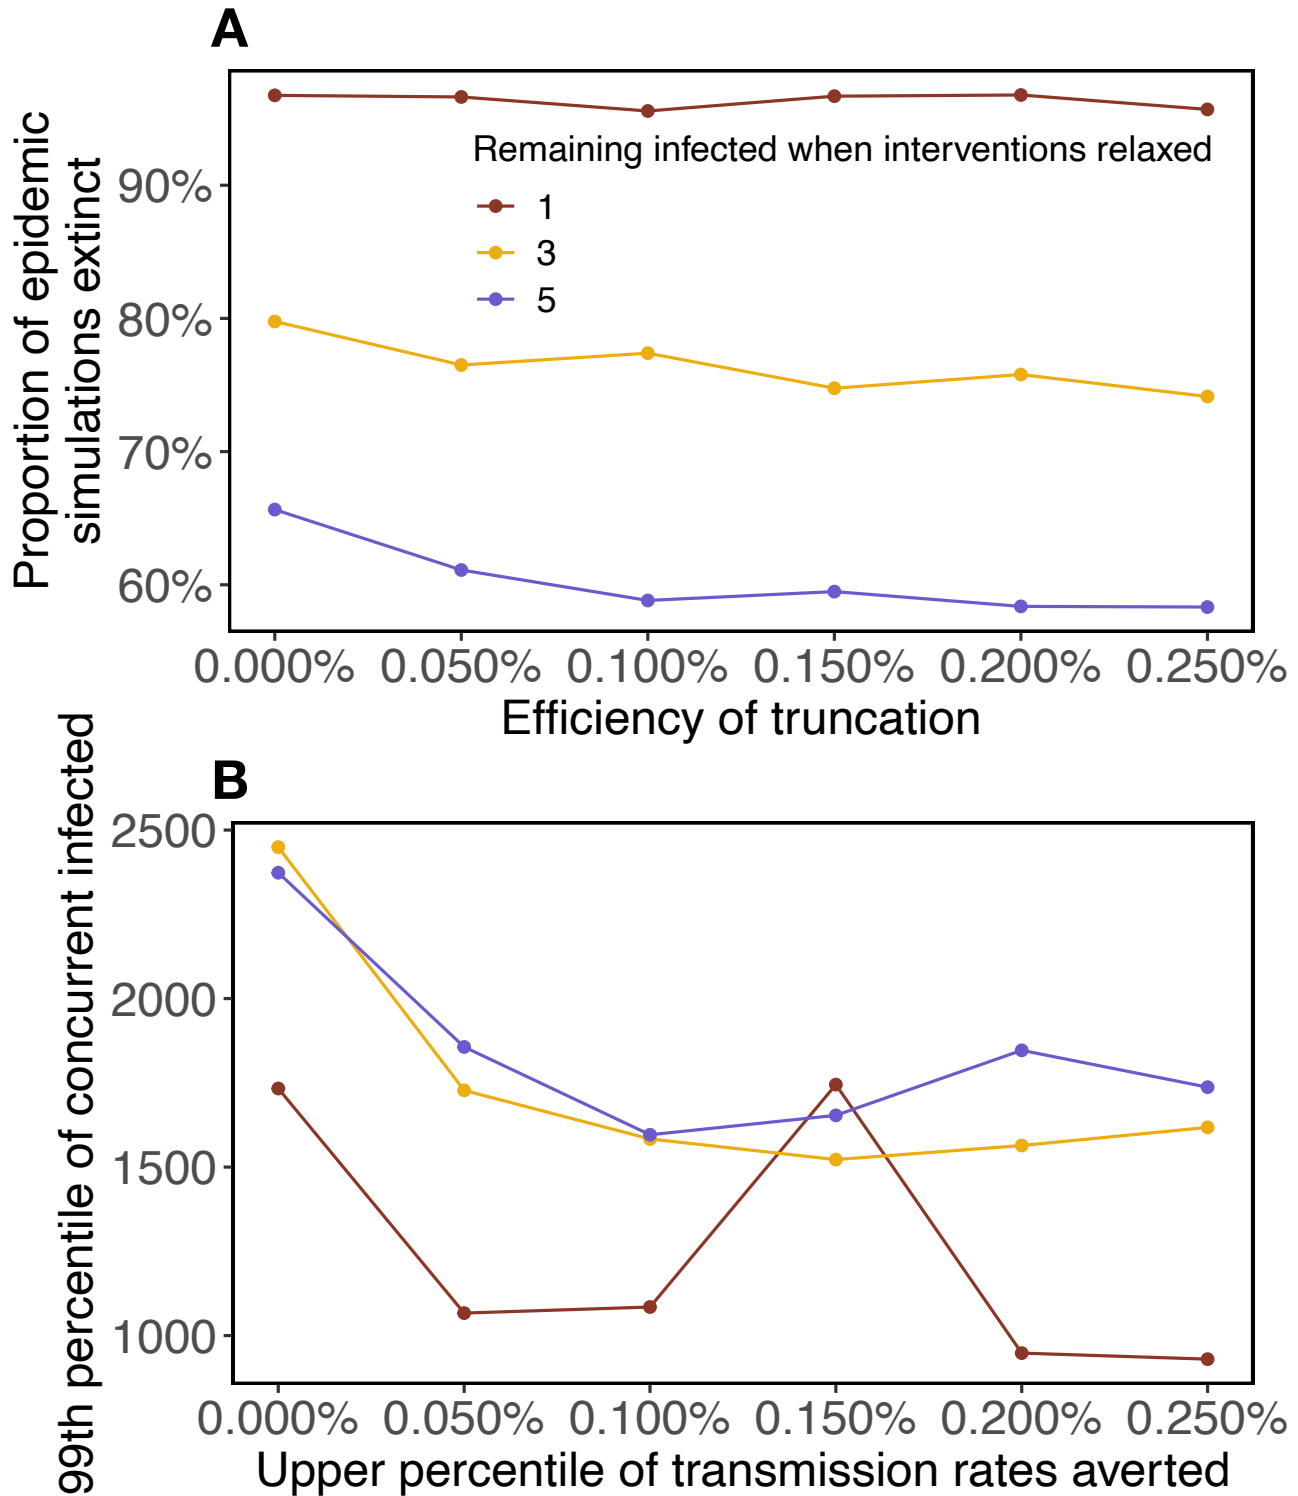 A
Proportion of epidemic
simulations extinct
90%
80%
70%
60%
Remaining infected when interventions relaxed
1
3
5
0.000% 0.050% 0.100% 0.150% 0.200% 0.250%
Efficiency of truncation
B
99th percentile of concurrent infected
2500
2000
1500
1000
0.000% 0.050% 0.100% 0.150% 0.200% 0.250%
Upper percentile of transmission rates averted